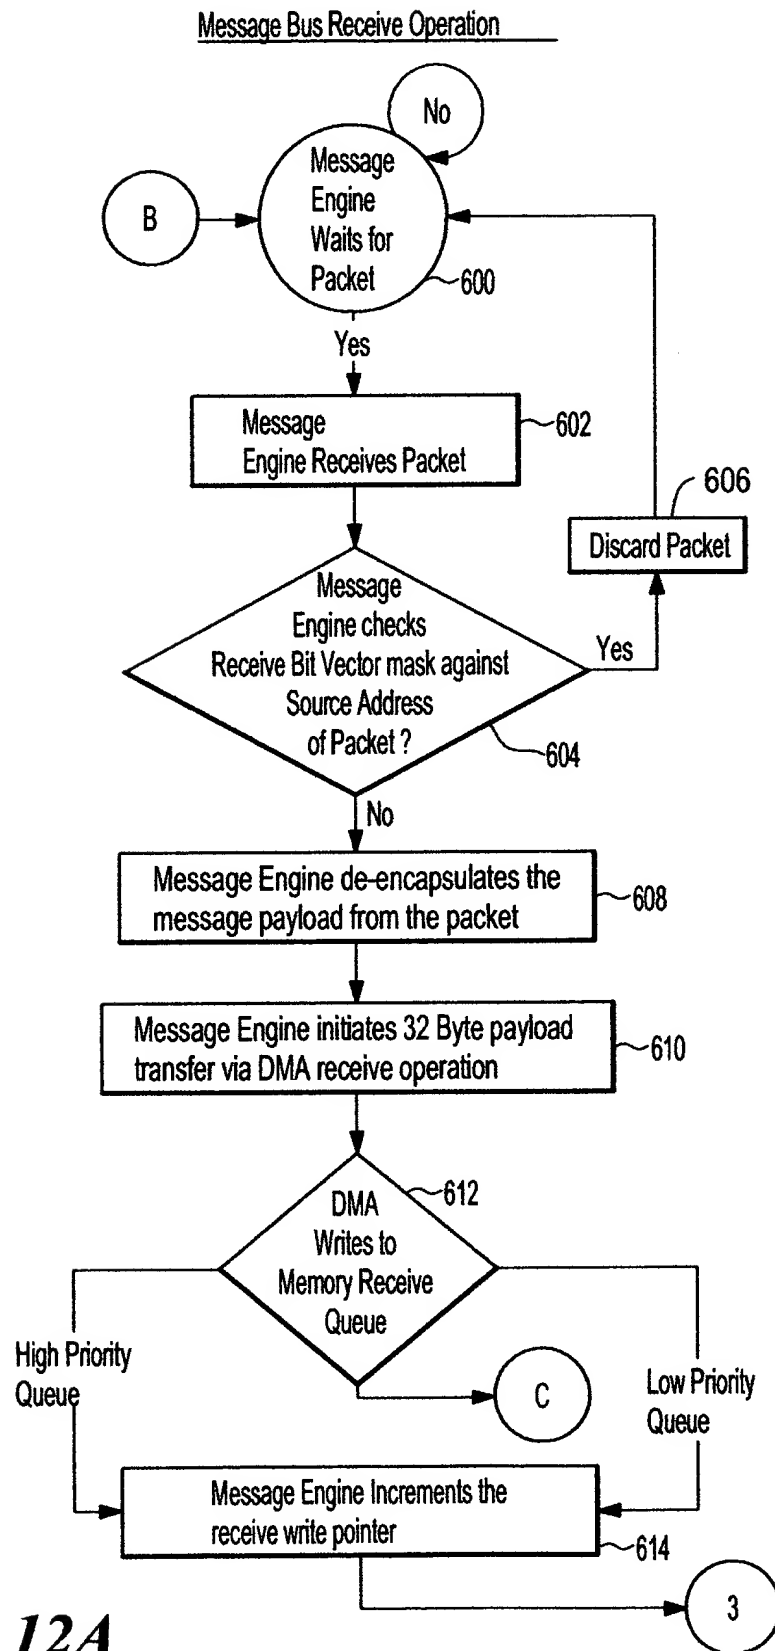 Message Bus Receive Operation
No
Message
Engine
Waits for
Packet
B
600
Yes
Message
Engine Receives Packet
602
606
Discard Packet
Message
Engine checks
Receive Bit Vector mask against
Source Address
of Packet ?
Yes
604
No
Message Engine de-encapsulates the
message payload from the packet
608
Message Engine initiates 32 Byte payload
transfer via DMA receive operation
610
612
DMA
Writes to
Memory Receive
Queue
High Priority
Queue
C
Low Priority
Queue
Message Engine Increments the
receive write pointer
614
3
12A